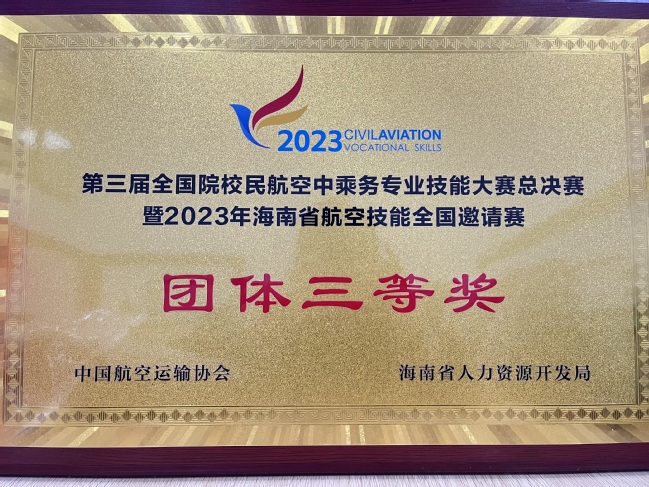 2023 CIVILAVIATION
VOCATIONAL SKILLS
第三届全国院校民航空中乘务专业技能大赛总决赛
暨2023年海南省航空技能全国邀请赛
团体三等奖
中国航空运输协会
海南省人力资源开发局